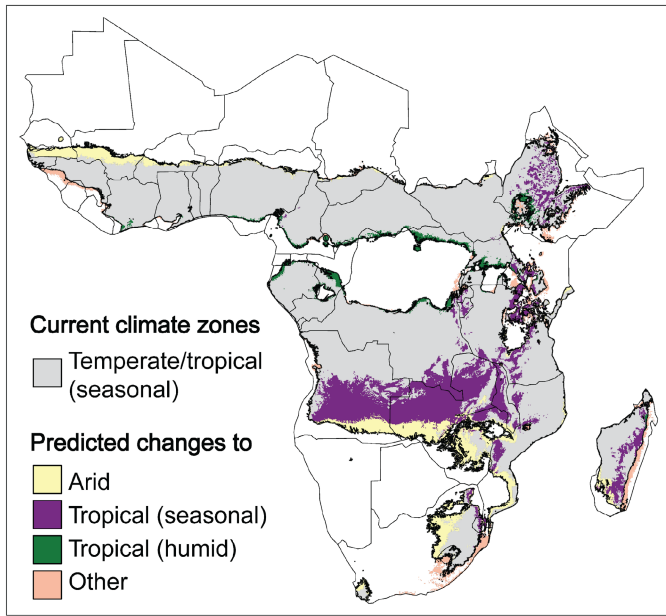 Current climate zones
Temperate/tropical
(seasonal)
Predicted changes to
Arid
Tropical (seasonal)
Tropical (humid)
Other